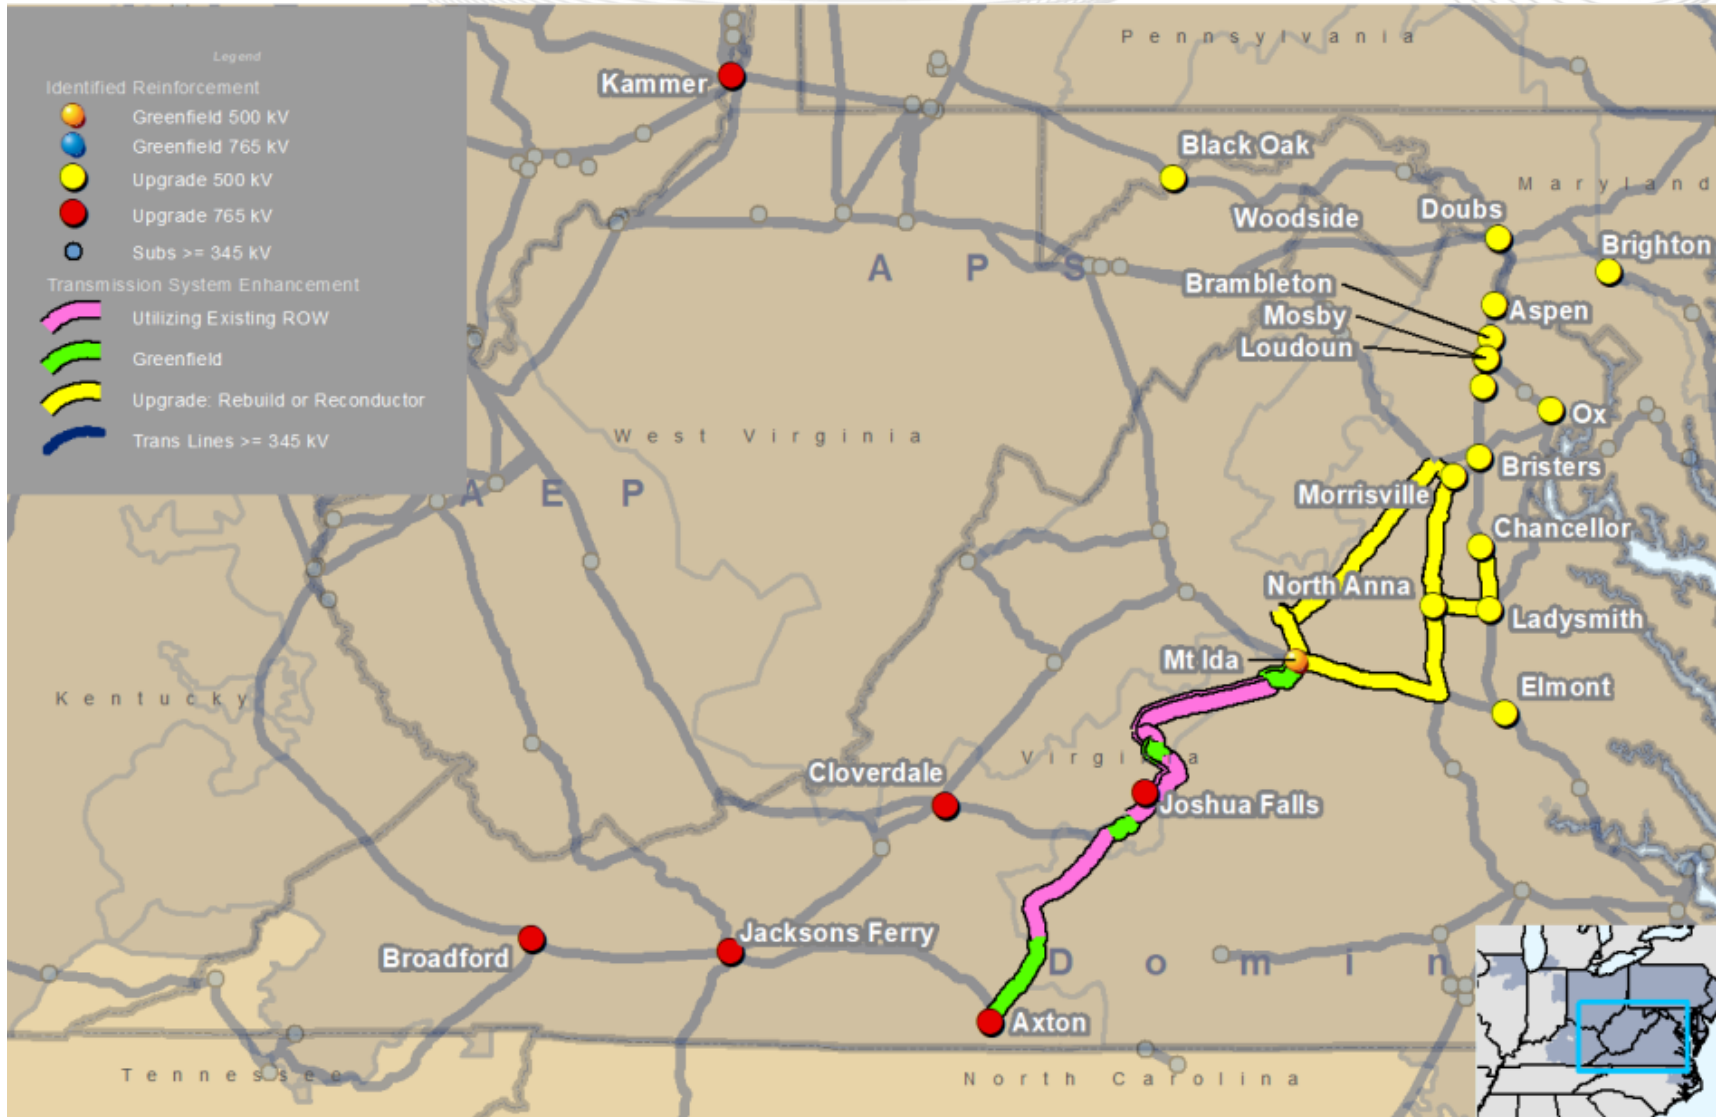 Legend
Identified Reinforcement
Greenfield 500 kV
Greenfield 765 kV
Upgrade 500 kV
Upgrade 765 kV
Subs >= 345 kV
Transmission System Enhancement
Utilizing Existing ROW
Greenfield
Upgrade: Rebuild or Reconductor
Trans Lines >= 345 kV
Pennsylvania
Kammer
Black Oak
Maryland
Woodside
Doubs
Brighton
APS
Brambleton
Aspen
Mosby
Loudoun
Ox
West Virginia
Bristers
AEP
Morrisville
Chancellor
North Anna
Ladysmith
Mt Ida
Elmont
Kentucky
Virginia
Cloverdale
Joshua Falls
Jacksons Ferry
Broadford
Domin
Axton
Tennessee
North Carolina